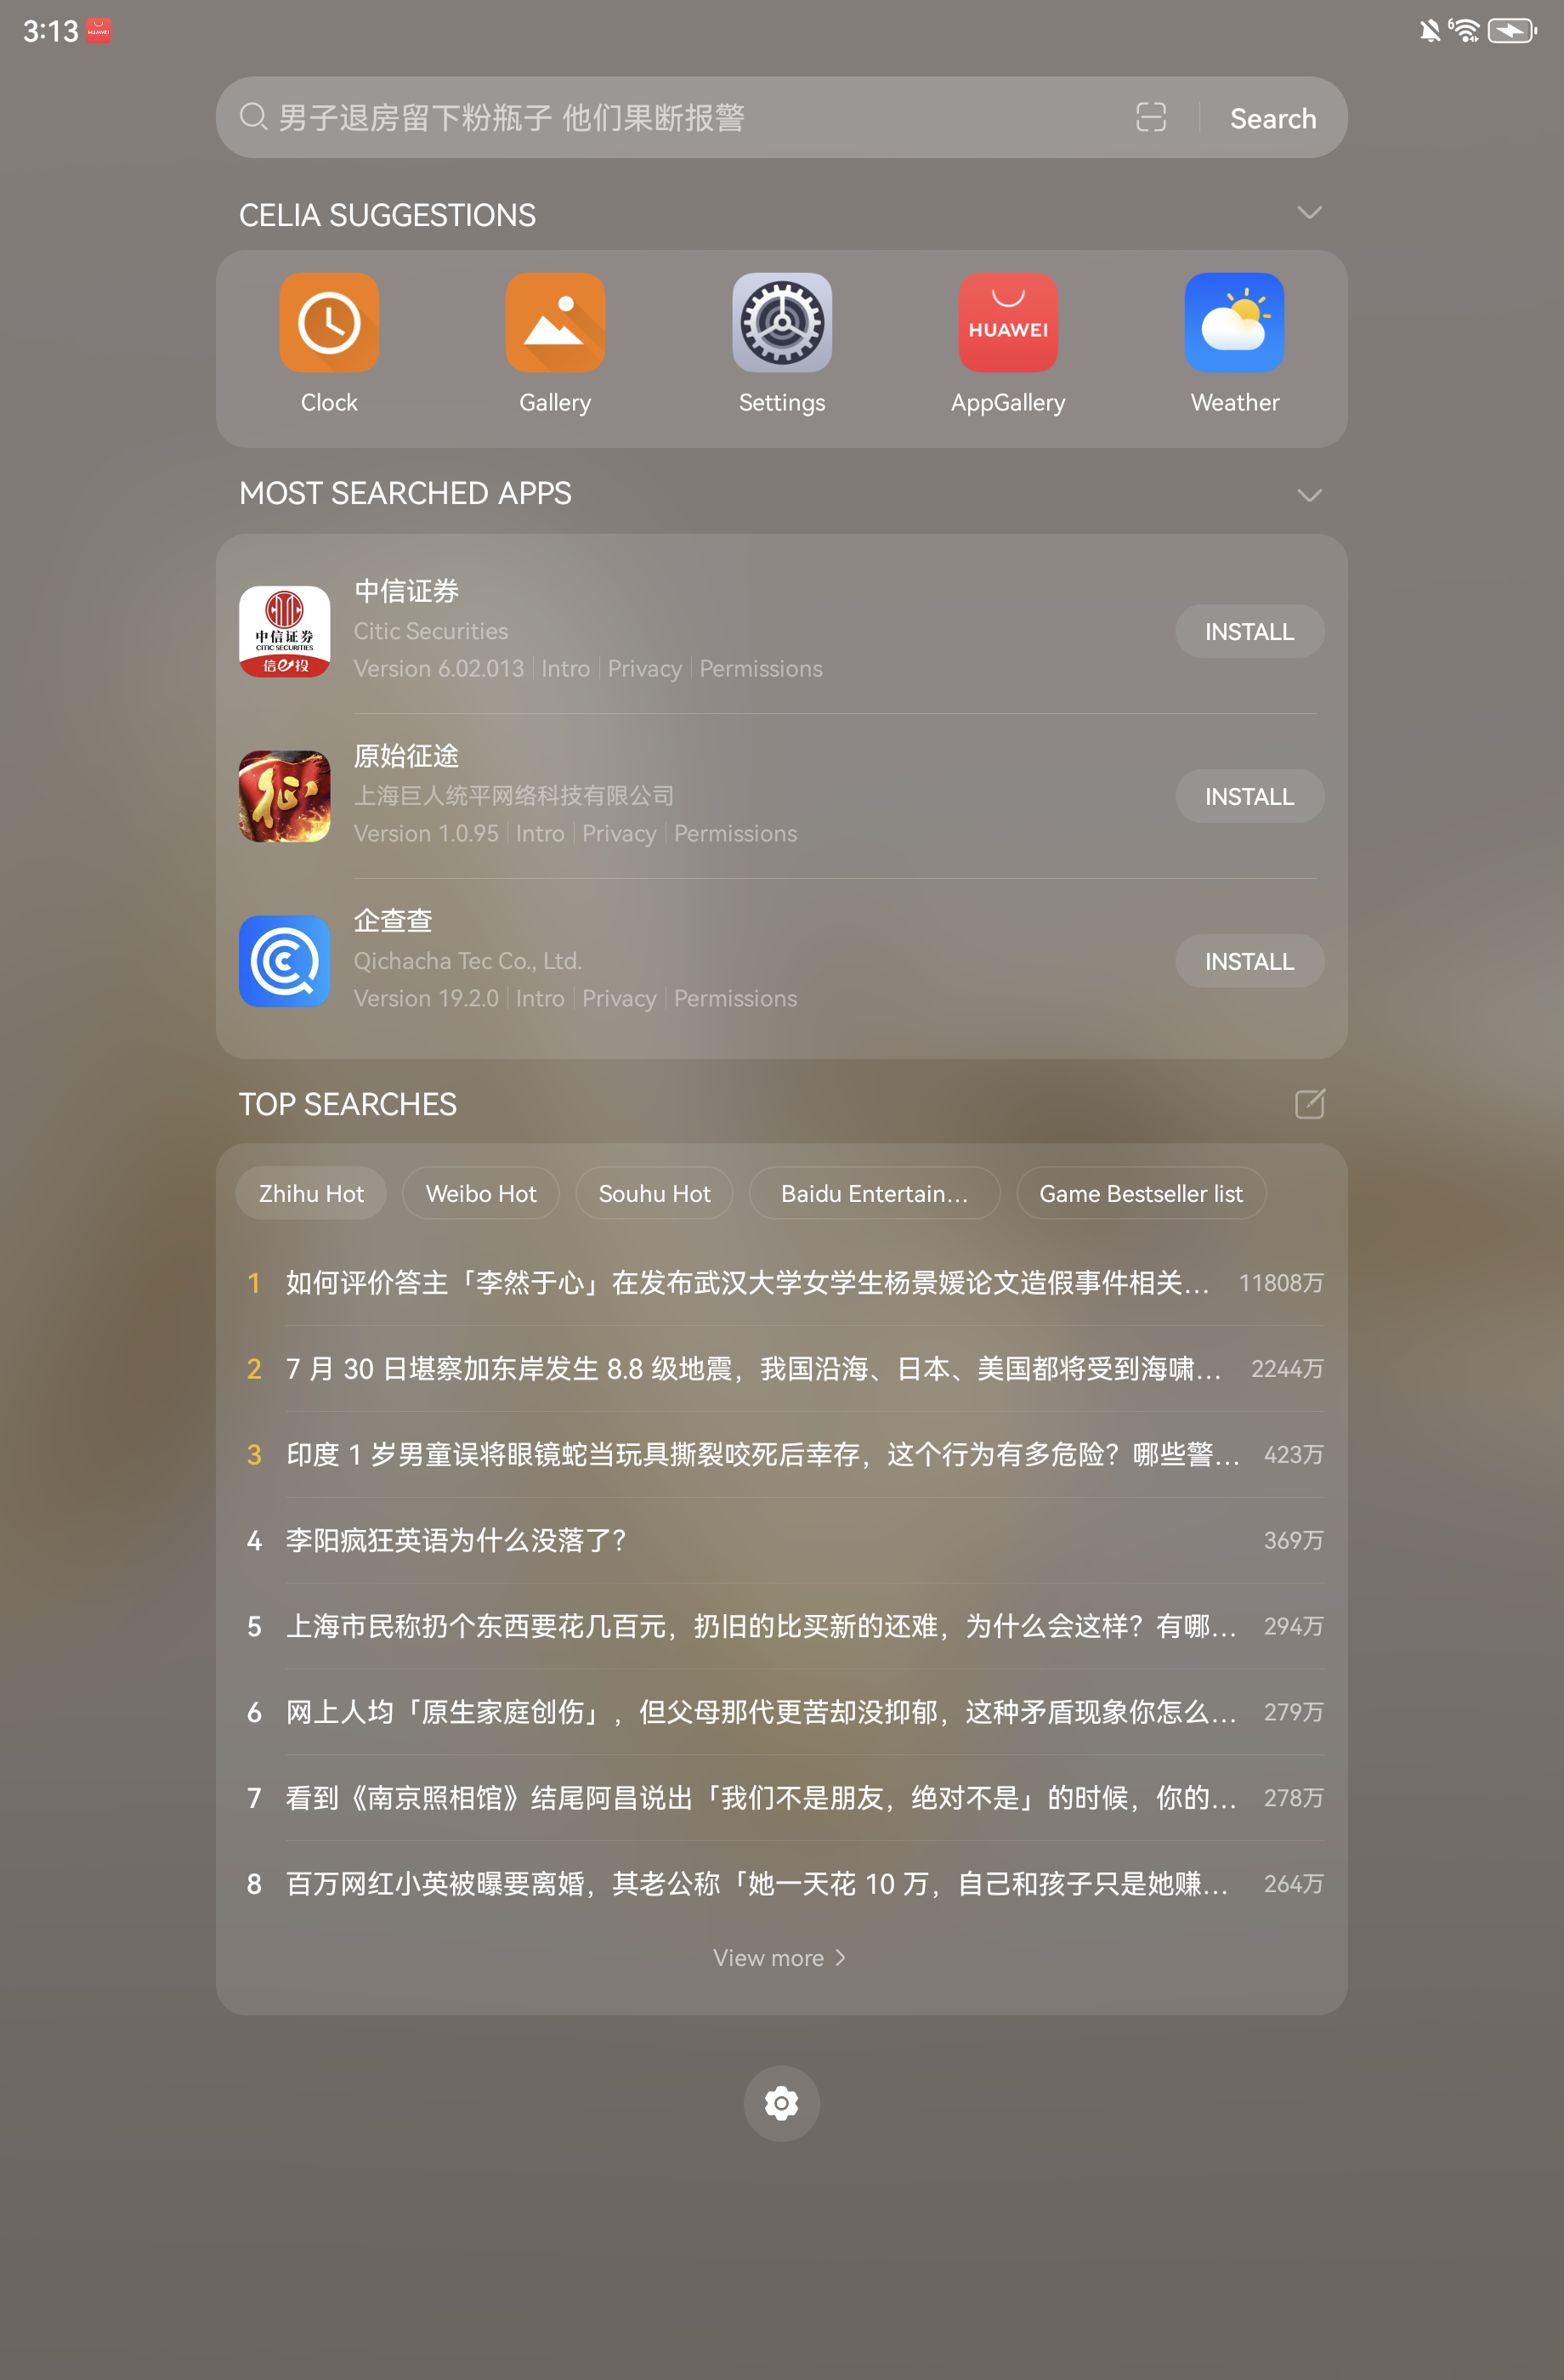 3:13
HUAWEI
6
男子退房留下粉瓶子 他们果断报警
Search
CELIA SUGGESTIONS
HUAWEI
Clock
Gallery
Settings
AppGallery
Weather
MOST SEARCHED APPS
中信证券
CITIC SECURITIES
信e投
中信证券
Citic Securities
Version 6.02.013 | Intro | Privacy | Permissions
INSTALL
征
原始征途
上海巨人统平网络科技有限公司
Version 1.0.95 | Intro | Privacy | Permissions
INSTALL
企查查
Qichacha Tec Co., Ltd.
Version 19.2.0 | Intro | Privacy | Permissions
INSTALL
TOP SEARCHES
Zhihu Hot
Weibo Hot
Souhu Hot
Baidu Entertain...
Game Bestseller list
1 如何评价答主「李然于心」在发布武汉大学女学生杨景媛论文造假事件相关... 11808万
2 7 月 30 日堪察加东岸发生 8.8 级地震，我国沿海、日本、美国都将受到海啸... 2244万
3 印度 1 岁男童误将眼镜蛇当玩具撕裂咬死后幸存，这个行为有多危险？哪些警... 423万
4 李阳疯狂英语为什么没落了？ 369万
5 上海市民称扔个东西要花几百元，扔旧的比买新的还难，为什么会这样？有哪... 294万
6 网上人均「原生家庭创伤」，但父母那代更苦却没抑郁，这种矛盾现象你怎么... 279万
7 看到《南京照相馆》结尾阿昌说出「我们不是朋友，绝对不是」的时候，你的... 278万
8 百万网红小英被曝要离婚，其老公称「她一天花 10 万，自己和孩子只是她赚... 264万
View more